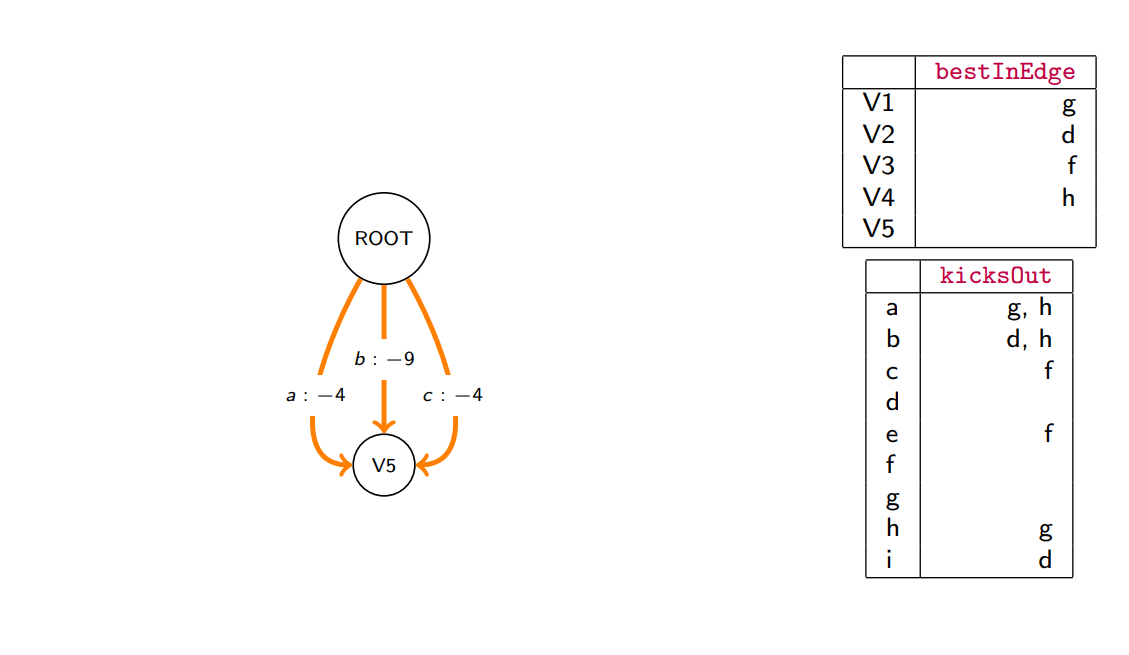 bestInEdge
V1 g
V2 d
V3 f
V4 h
V5
ROOT
kicksOut
a g, h
b d, h
c f
d
e f
f
g
h g
i d
b : −9
a : −4
c : −4
V5